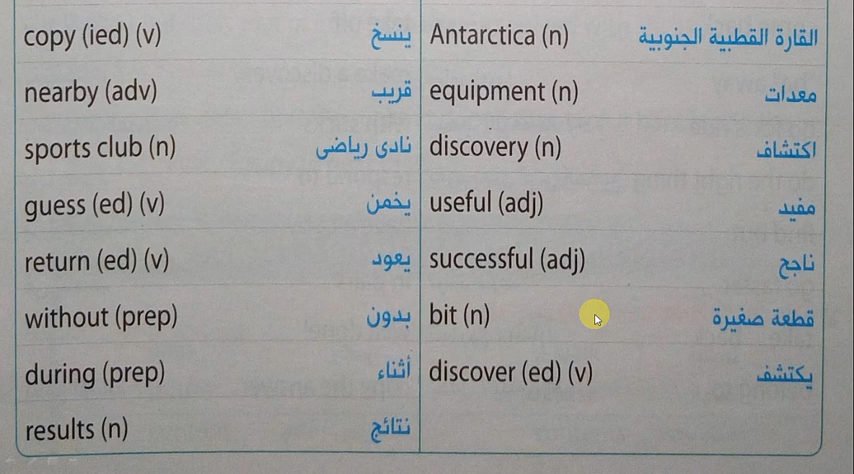 copy (ied) (v) ينسخ
nearby (adv) قريب
sports club (n) نادى رياضى
guess (ed) (v) يخمن
return (ed) (v) يعود
without (prep) بدون
during (prep) أثناء
results (n) نتائج
Antarctica (n) القارة القطبية الجنوبية
equipment (n) معدات
discovery (n) اكتشاف
useful (adj) مفيد
successful (adj) ناجح
bit (n) قطعة صغيرة
discover (ed) (v) يكتشف